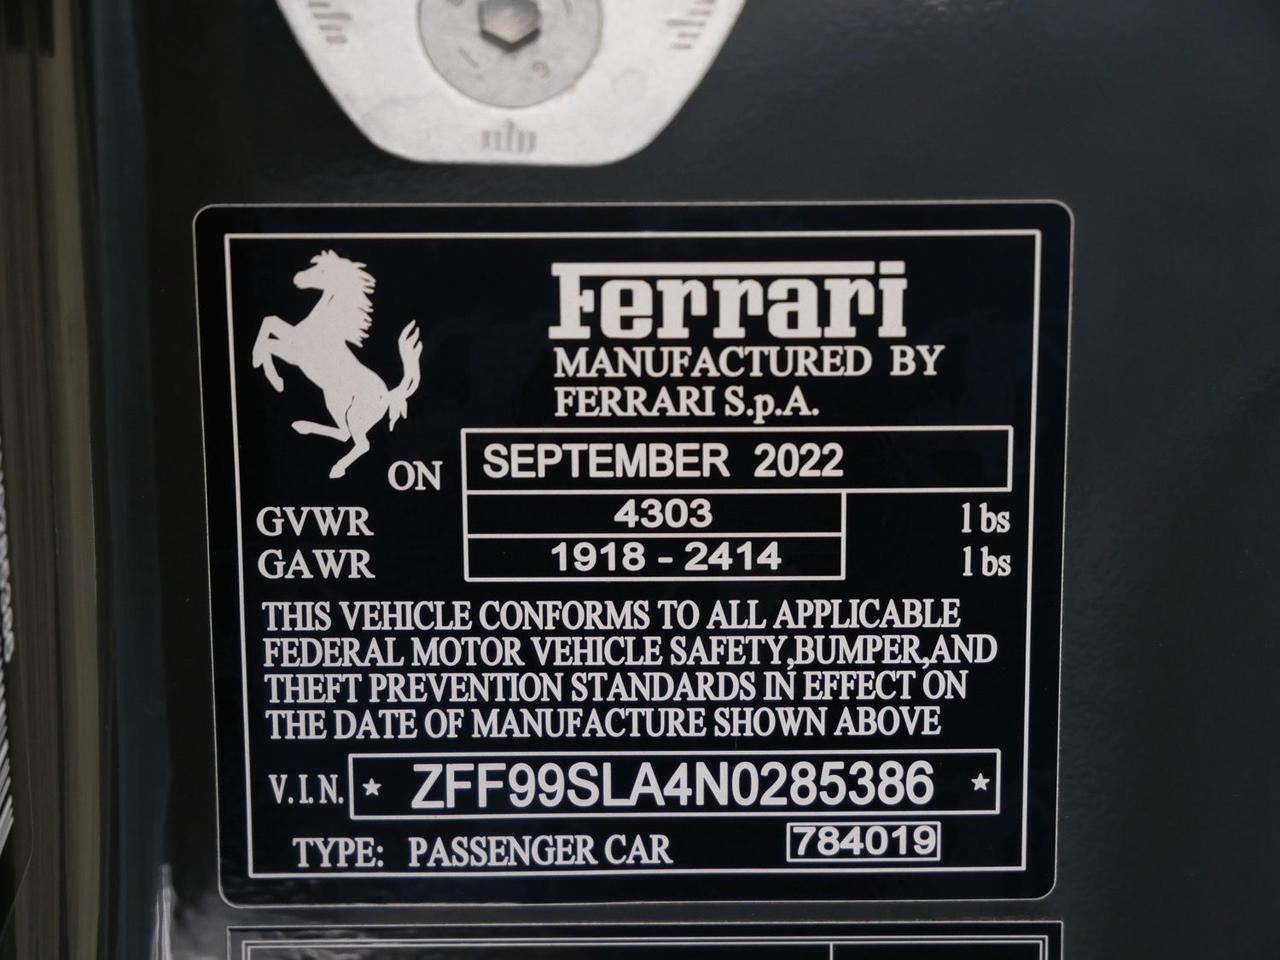 Ferrari
MANUFACTURED BY
FERRARI S.p.A.
ON SEPTEMBER 2022
GVWR 4303 lbs
GAWR 1918 - 2414 lbs
THIS VEHICLE CONFORMS TO ALL APPLICABLE
FEDERAL MOTOR VEHICLE SAFETY,BUMPER,AND
THEFT PREVENTION STANDARDS IN EFFECT ON
THE DATE OF MANUFACTURE SHOWN ABOVE
V.I.N. * ZFF99SLA4N0285386 *
TYPE: PASSENGER CAR 784019